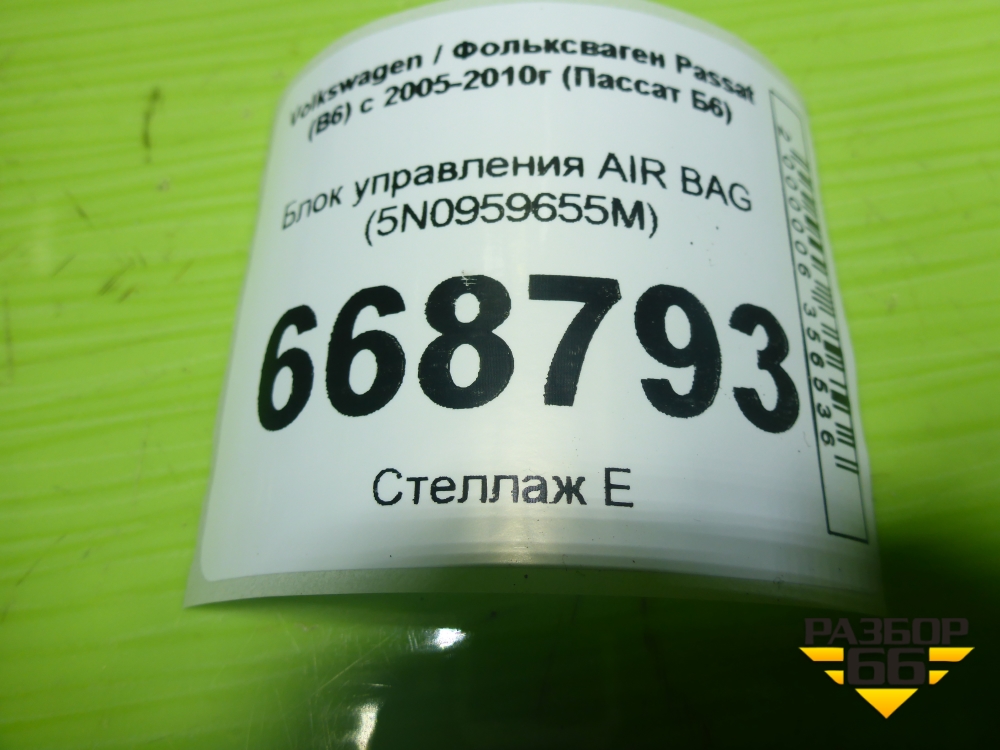 Volkswagen / Фольксваген Passat
(B6) с 2005-2010г (Пассат Б6)
Блок управления AIR BAG
(5N0959655M)
668793
Стеллаж Е
2000006356536
РАЗБОР
66